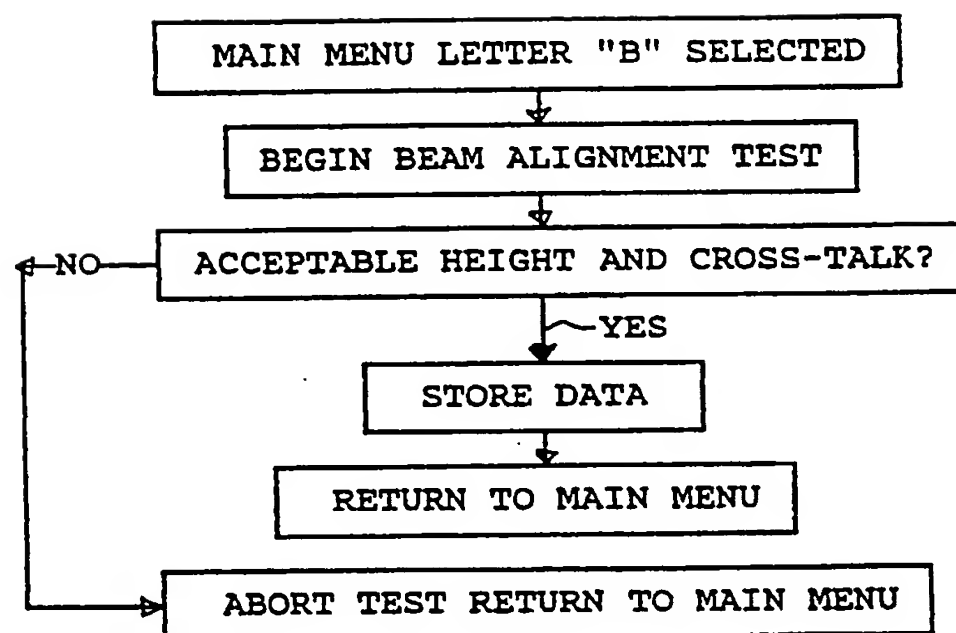 MAIN MENU LETTER "B" SELECTED
BEGIN BEAM ALIGNMENT TEST
NO
ACCEPTABLE HEIGHT AND CROSS-TALK?
YES
STORE DATA
RETURN TO MAIN MENU
ABORT TEST RETURN TO MAIN MENU